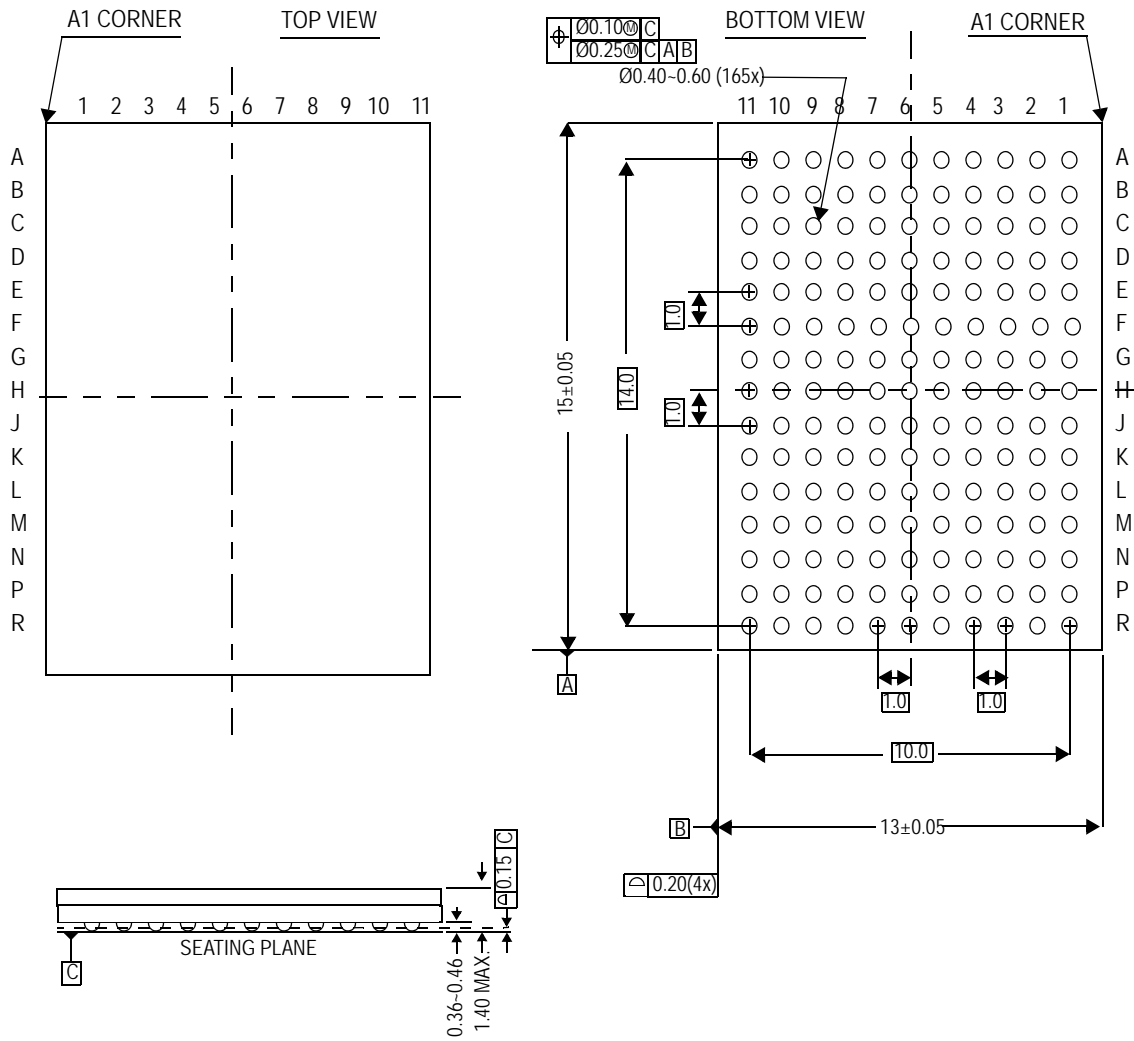 A1 CORNER
TOP VIEW
BOTTOM VIEW
A1 CORNER
Ø0.10Ⓜ C
Ø0.25Ⓜ C A B
Ø0.40~0.60 (165x)
1 2 3 4 5 6 7 8 9 10 11
11 10 9 8 7 6 5 4 3 2 1
A
B
C
D
E
F
G
H
J
K
L
M
N
P
R
15±0.05
14.0
1.0
1.0
A
B
C
D
E
F
G
H
J
K
L
M
N
P
R
A
1.0
1.0
10.0
B
13±0.05
0.20(4x)
0.15 C
SEATING PLANE
C
0.36~0.46
1.40 MAX.